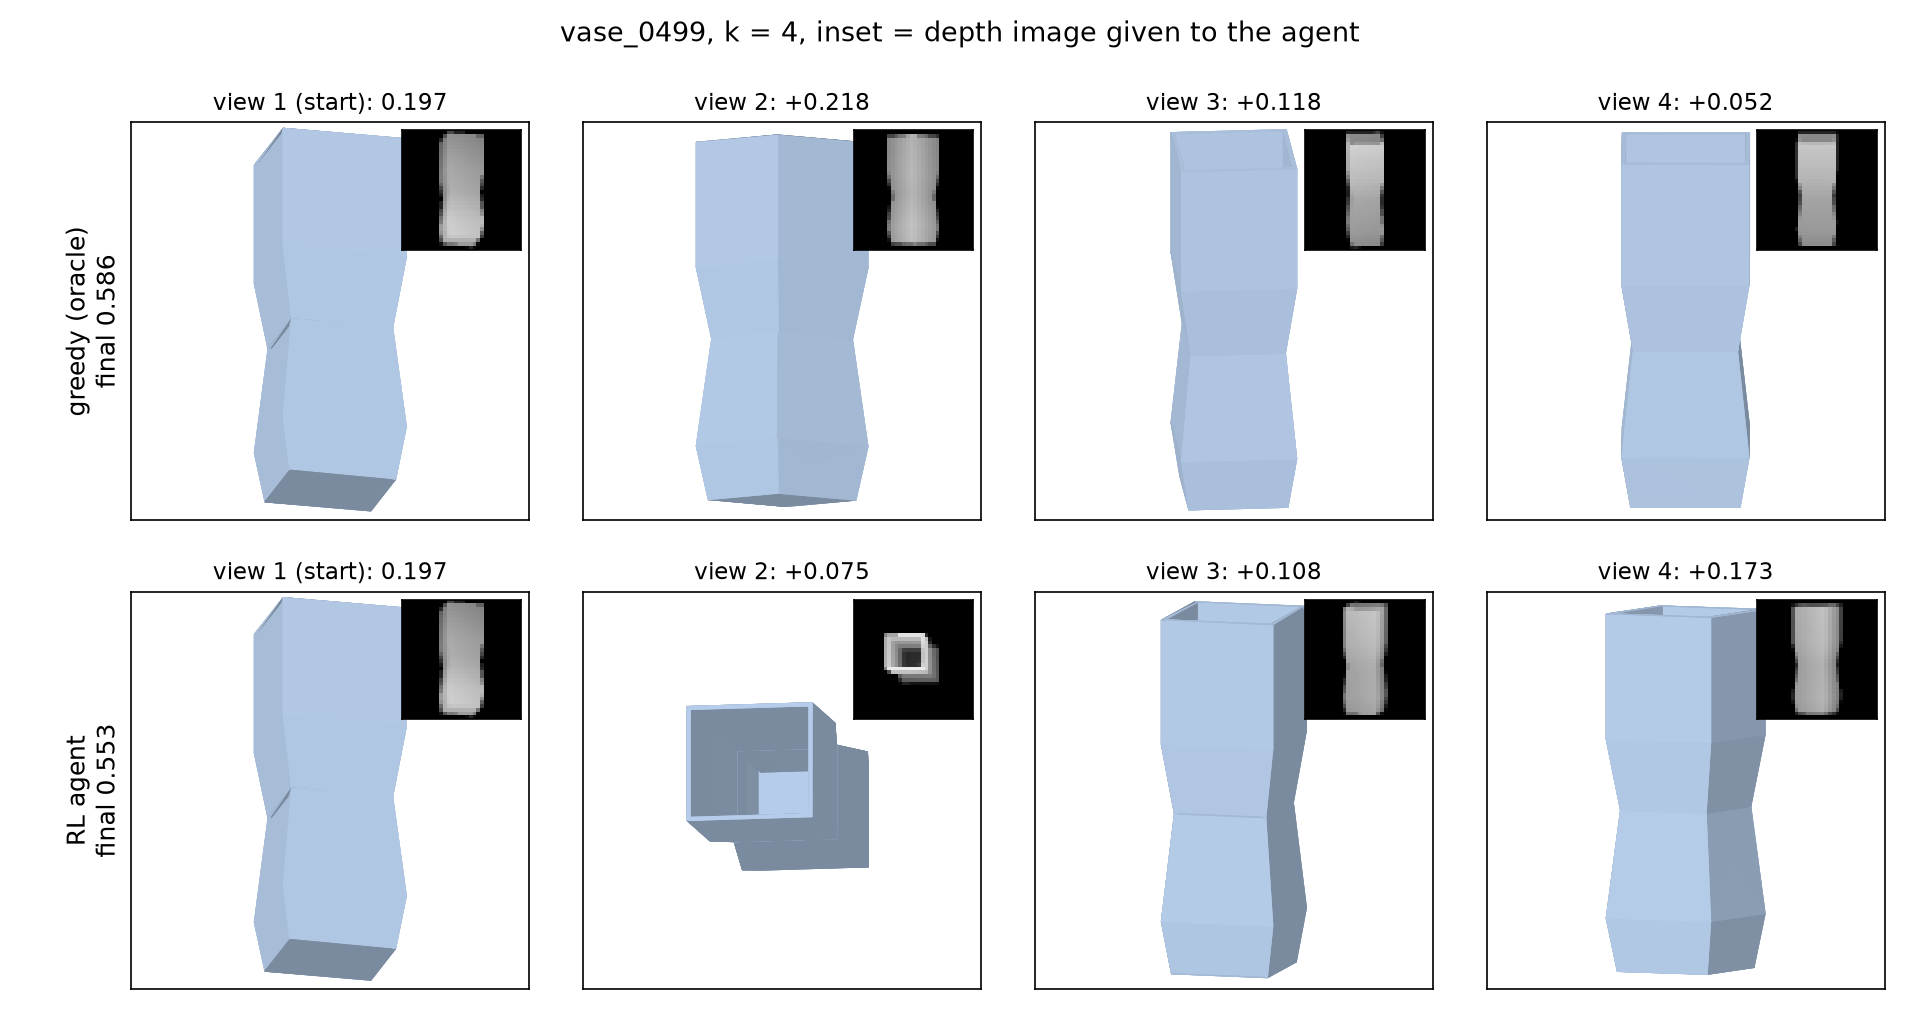 vase_0499, k = 4, inset = depth image given to the agent
view 1 (start): 0.197
view 2: +0.218
view 3: +0.118
view 4: +0.052
greedy (oracle)
final 0.586
view 1 (start): 0.197
view 2: +0.075
view 3: +0.108
view 4: +0.173
RL agent
final 0.553